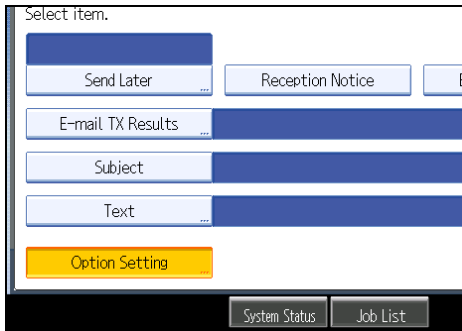 Select item.
Send Later
Reception Notice
E-mail TX Results
Subject
Text
Option Setting
System Status
Job List